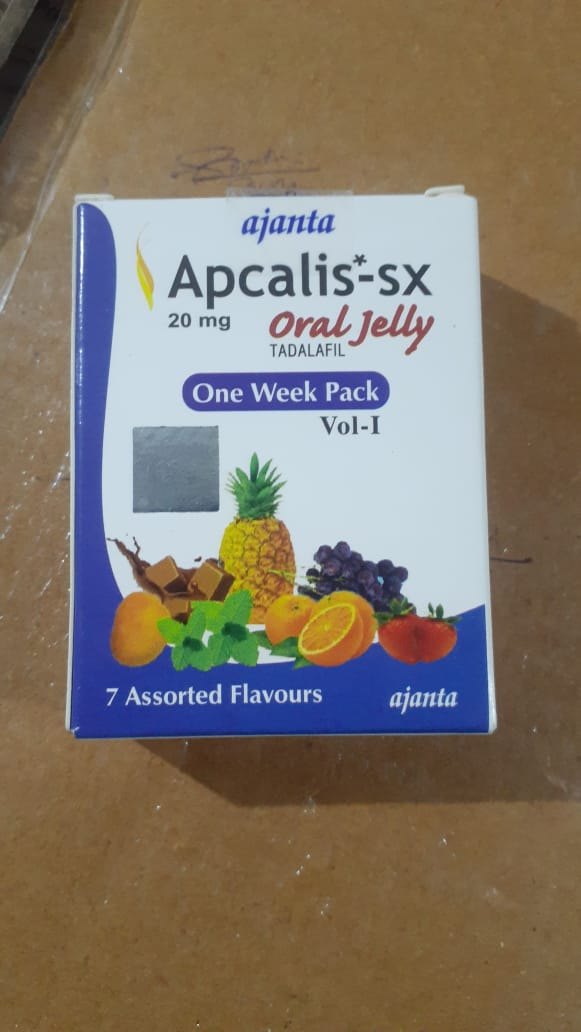 ajanta
Apcalis*-sx
20 mg Oral Jelly
TADALAFIL
One Week Pack
Vol-I
7 Assorted Flavours
ajanta